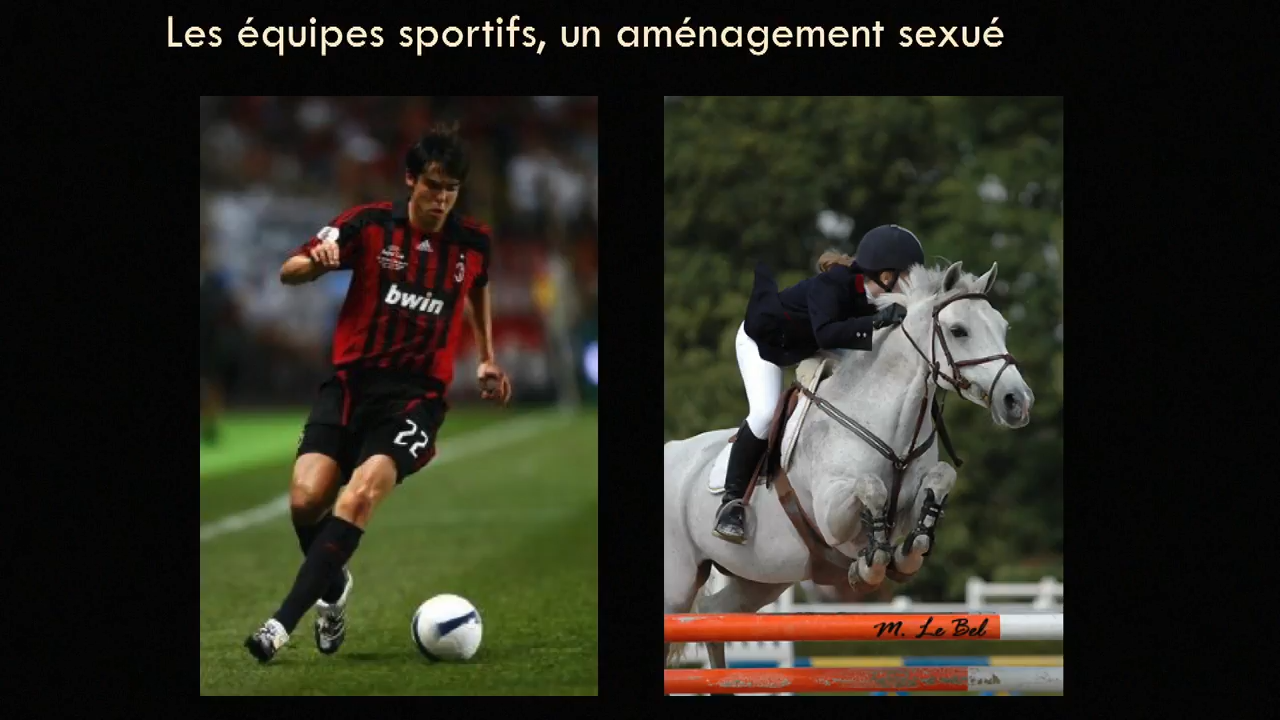 Les équipes sportifs, un aménagement sexué
bwin
22
M. Le Bel